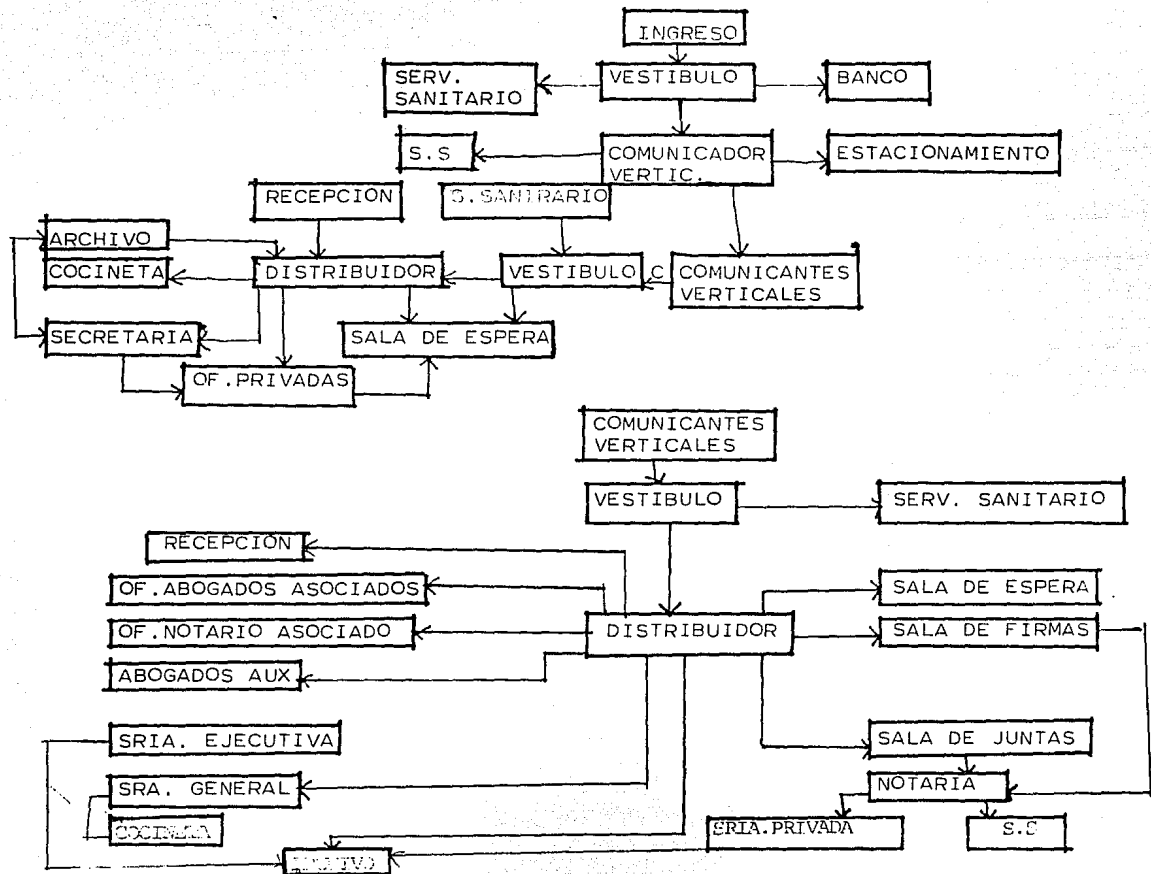 INGRESO
SERV.
SANITARIO
VESTIBULO
BANCO
S.S
COMUNICADOR
VERTIC.
ESTACIONAMIENTO
RECEPCION
S.SANIRARIO
ARCHIVO
COCINETA
DISTRIBUIDOR
VESTIBULO
C
COMUNICANTES
VERTICALES
SECRETARIA
SALA DE ESPERA
OF.PRIVADAS
COMUNICANTES
VERTICALES
VESTIBULO
SERV. SANITARIO
RECEPCION
OF.ABOGADOS ASOCIADOS
SALA DE ESPERA
OF.NOTARIO ASOCIADO
DISTRIBUIDOR
SALA DE FIRMAS
ABOGADOS AUX
SRIA. EJECUTIVA
SALA DE JUNTAS
SRA. GENERAL
NOTARIA
SRIA.PRIVADA
S.S